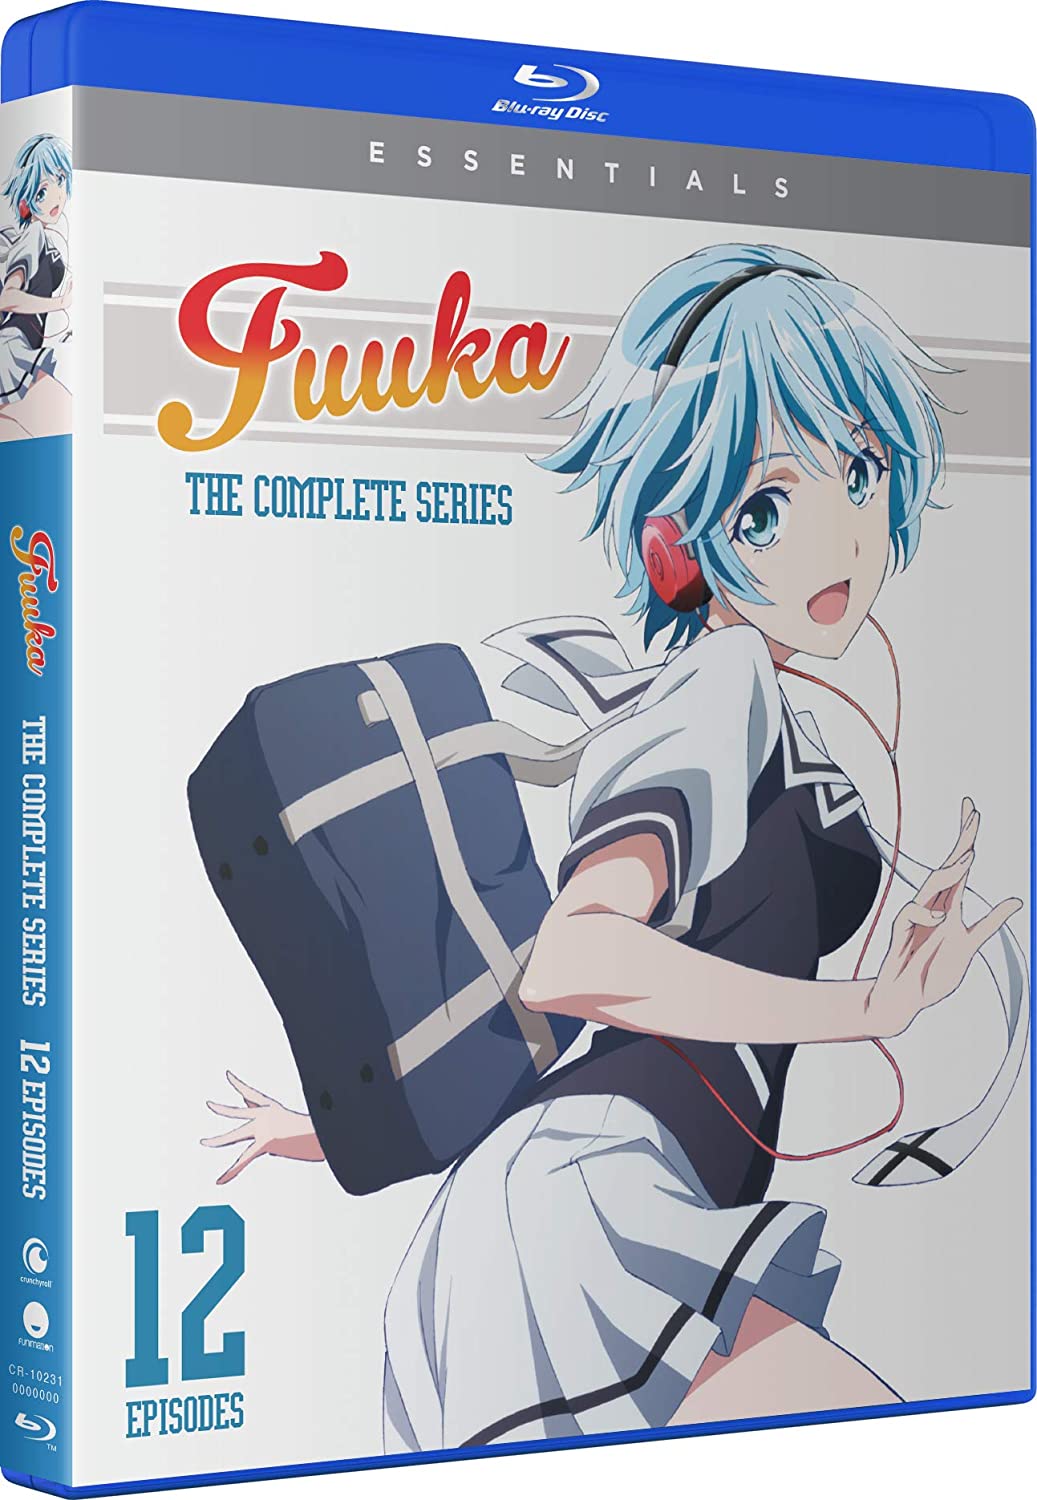 Blu-ray Disc
ESSENTIALS
Fuuka
THE COMPLETE SERIES
12
EPISODES
Fuuka
THE COMPLETE SERIES
12 EPISODES
crunchyroll
FUNIMATION
CR-10231
0000000
TM